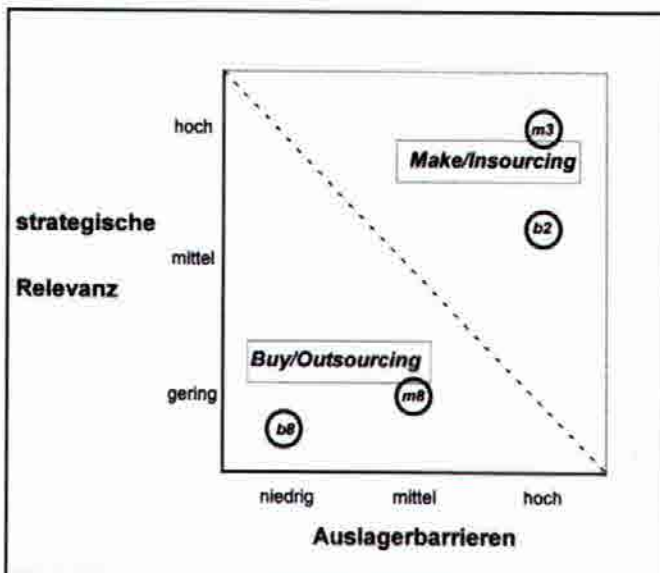 hoch
m3
Make/Insourcing
strategische
b2
mittel
Relevanz
Buy/Outsourcing
gering
m8
b8
niedrig mittel hoch
Auslagerbarrieren